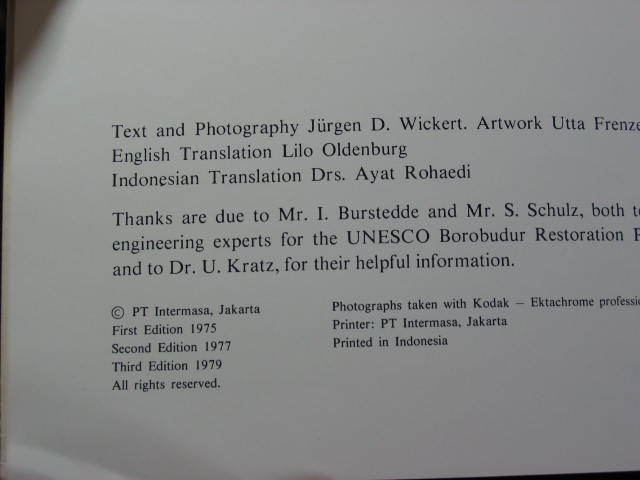 Text and Photography Jürgen D. Wickert. Artwork Utta
English Translation Lilo Oldenburg
Indonesian Translation Drs. Ayat Rohaedi
Thanks are due to Mr. I. Burstedde and Mr. S. Schulz, both
engineering experts for the UNESCO Borobudur Restoration
and to Dr. U. Kratz, for their helpful information.
© PT Intermasa, Jakarta
First Edition 1975
Second Edition 1977
Third Edition 1979
All rights reserved.
Photographs taken with Kodak – Ektachrome
Printer: PT Intermasa, Jakarta
Printed in Indonesia